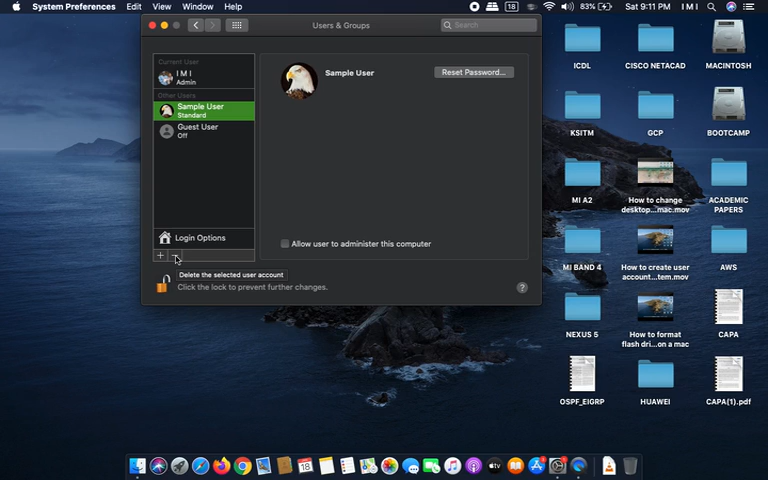 System Preferences Edit View Window Help
18
83%
Sat 9:11 PM I M I
Users & Groups
Search
Current User
I M I
Admin
Other Users
Sample User
Standard
Guest User
Off
Login Options
+ −
Sample User
Reset Password...
Allow user to administer this computer
Delete the selected user account
Click the lock to prevent further changes.
?
ICDL
CISCO NETACAD
MACINTOSH
KSITM
GCP
BOOTCAMP
MI A2
How to change
desktop...mac.mov
ACADEMIC
PAPERS
MI BAND 4
How to create user
account...tem.mov
AWS
NEXUS 5
How to format
flash dri...on a mac
CAPA
OSPF_EIGRP
HUAWEI
CAPA(1).pdf
18
tv